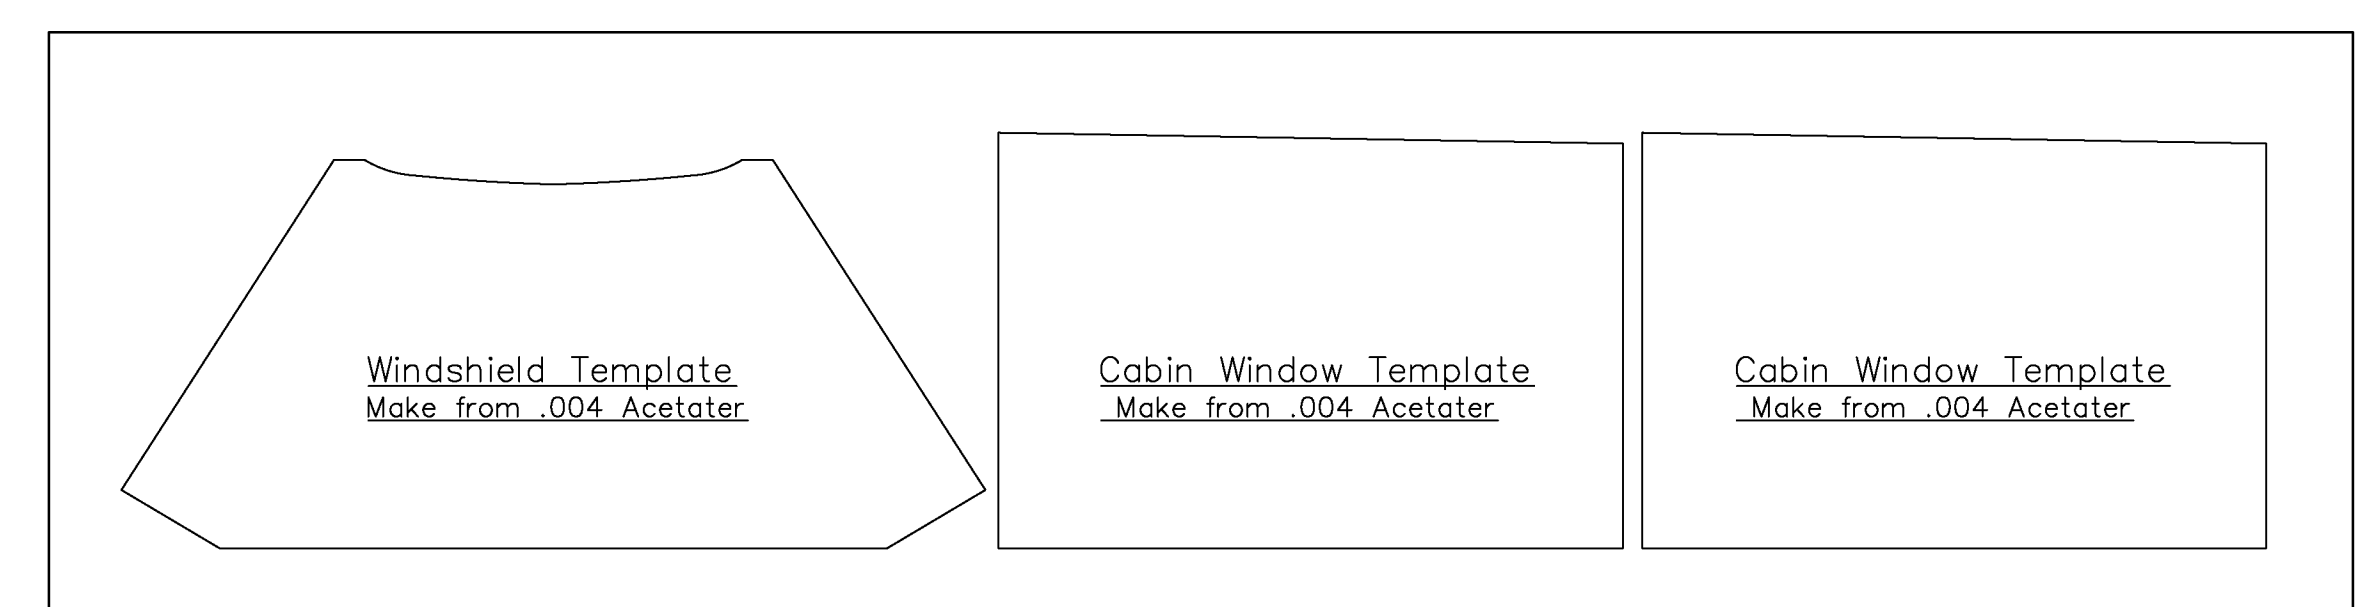 Windshield Template
Make from .004 Acetater
Cabin Window Template
Make from .004 Acetater
Cabin Window Template
Make from .004 Acetater